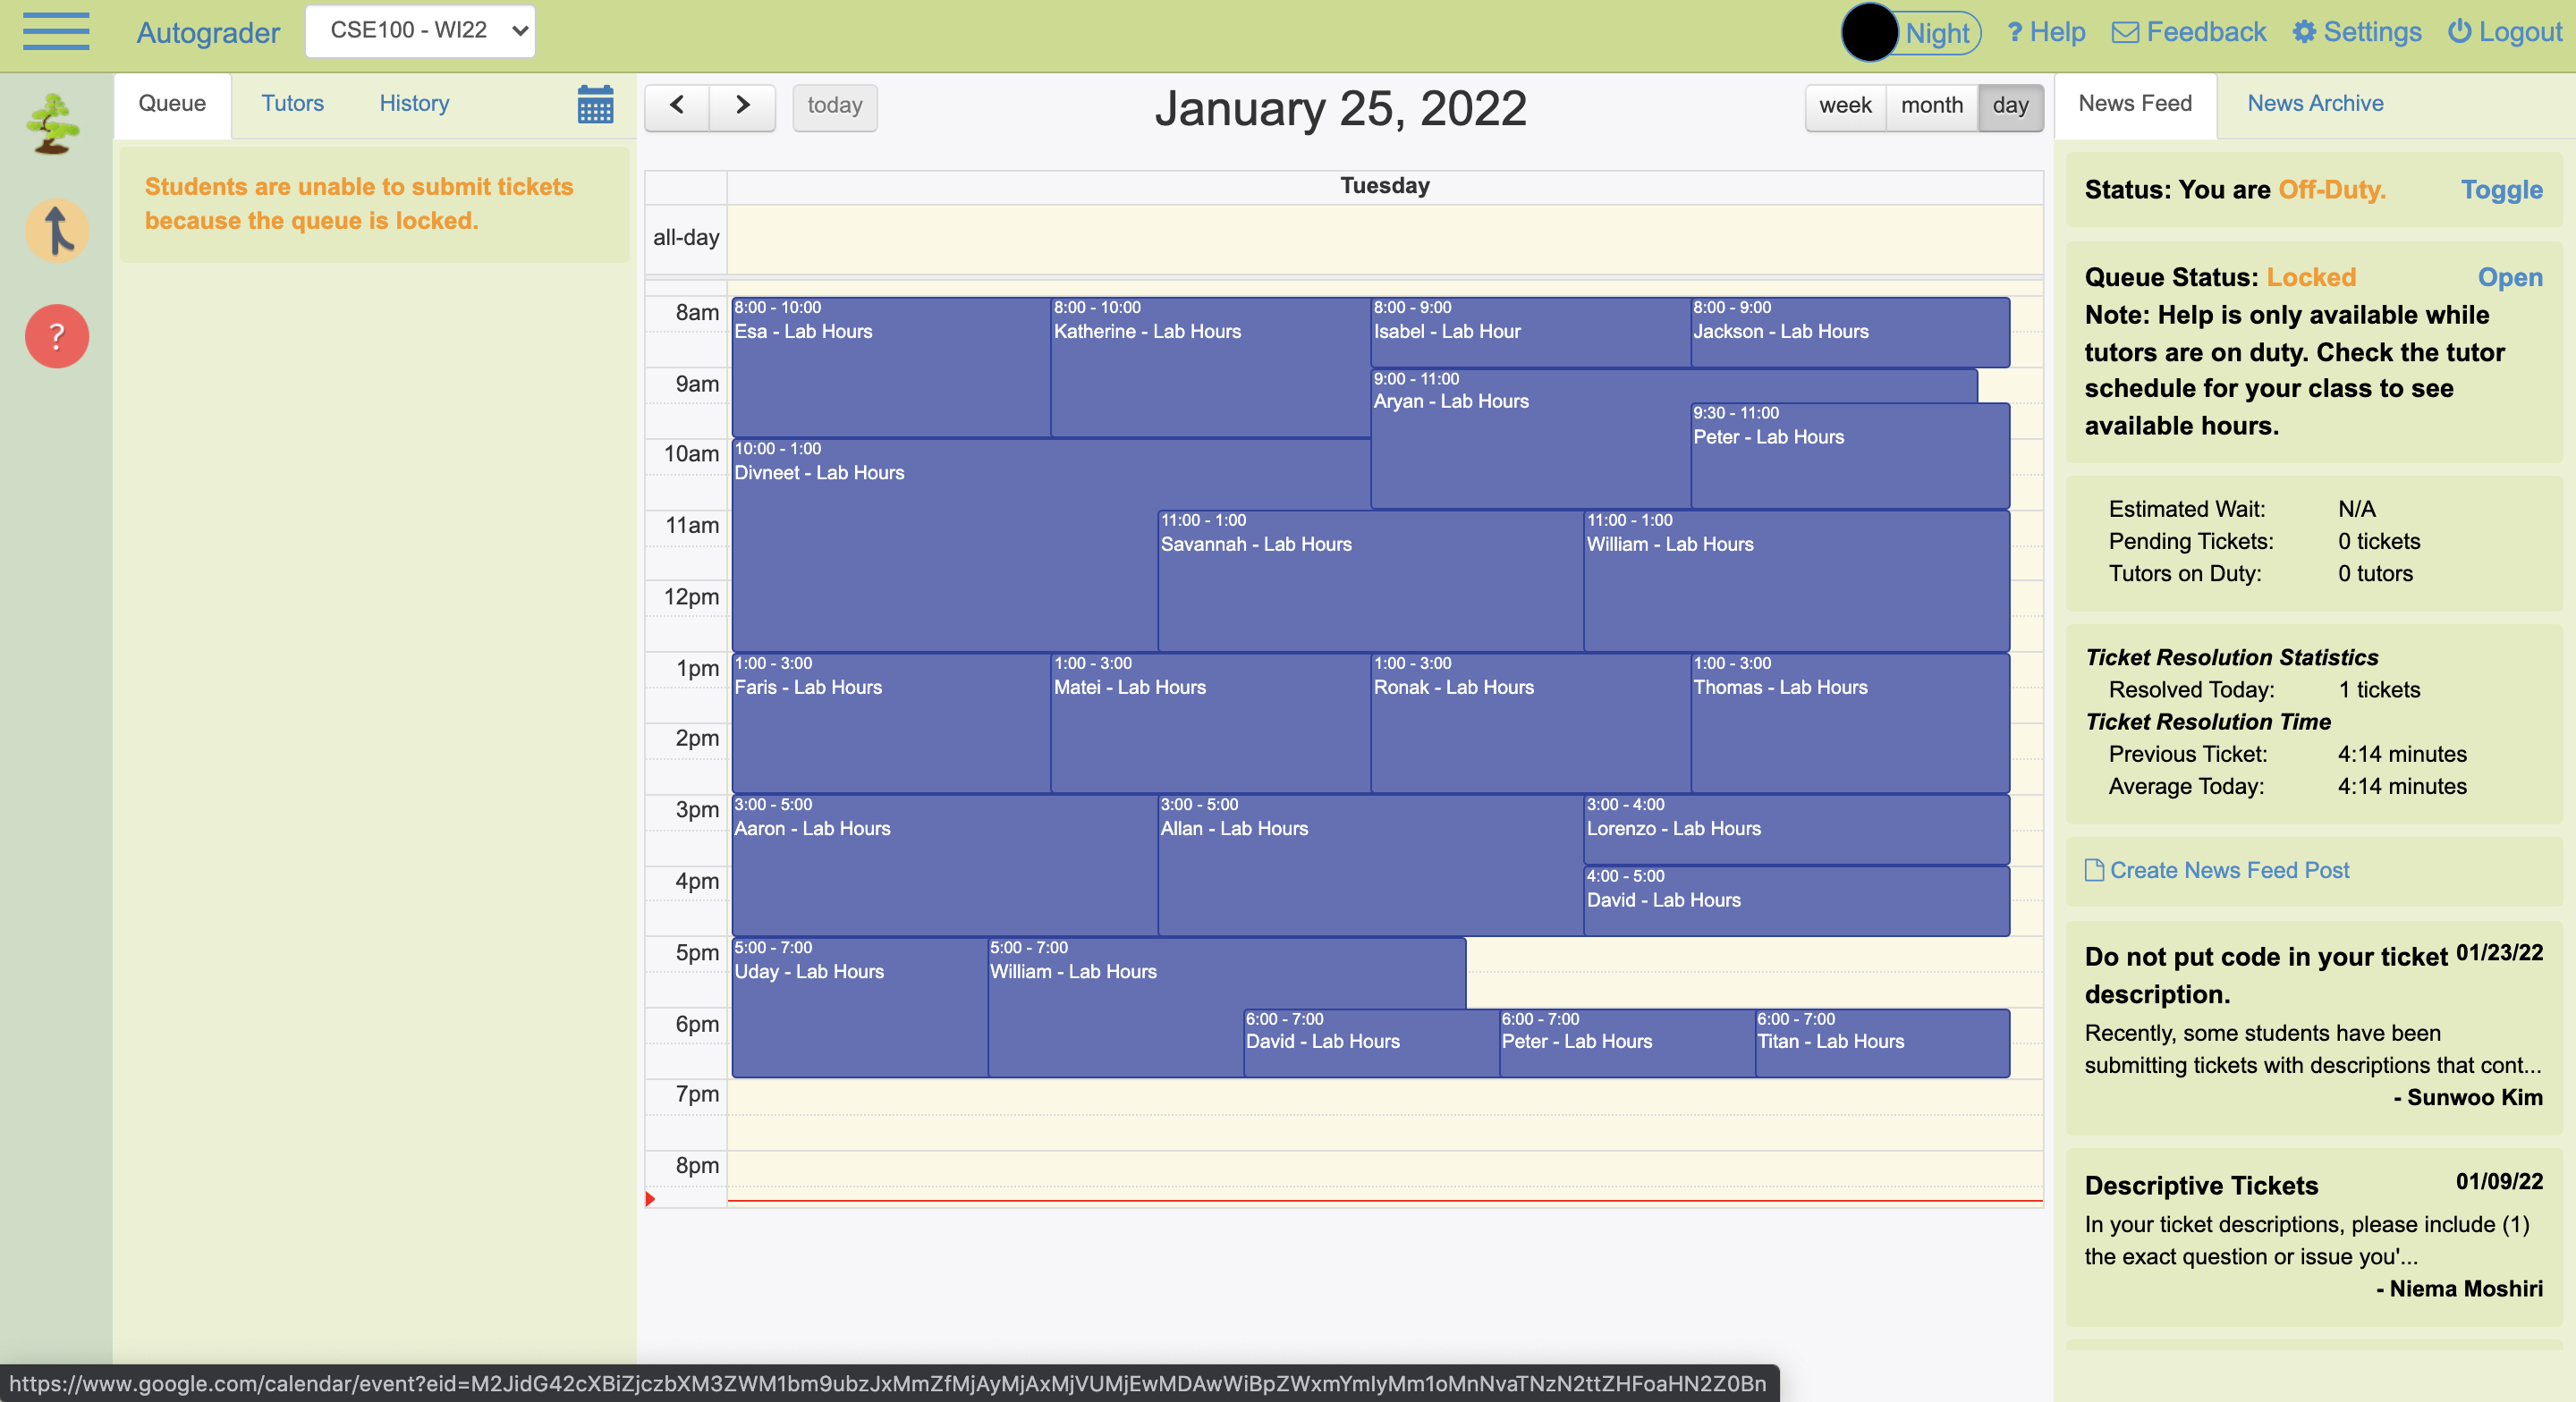 Autograder
CSE100 - WI22
Night
? Help
Feedback
Settings
Logout
Queue
Tutors
History
Students are unable to submit tickets
because the queue is locked.
?
today
January 25, 2022
week
month
day
Tuesday
all-day
8am
8:00 - 10:00
Esa - Lab Hours
8:00 - 10:00
Katherine - Lab Hours
8:00 - 9:00
Isabel - Lab Hour
8:00 - 9:00
Jackson - Lab Hours
9am
9:00 - 11:00
Aryan - Lab Hours
9:30 - 11:00
Peter - Lab Hours
10am
10:00 - 1:00
Divneet - Lab Hours
11am
11:00 - 1:00
Savannah - Lab Hours
11:00 - 1:00
William - Lab Hours
12pm
1pm
1:00 - 3:00
Faris - Lab Hours
1:00 - 3:00
Matei - Lab Hours
1:00 - 3:00
Ronak - Lab Hours
1:00 - 3:00
Thomas - Lab Hours
2pm
3pm
3:00 - 5:00
Aaron - Lab Hours
3:00 - 5:00
Allan - Lab Hours
3:00 - 4:00
Lorenzo - Lab Hours
4pm
4:00 - 5:00
David - Lab Hours
5pm
5:00 - 7:00
Uday - Lab Hours
5:00 - 7:00
William - Lab Hours
6pm
6:00 - 7:00
David - Lab Hours
6:00 - 7:00
Peter - Lab Hours
6:00 - 7:00
Titan - Lab Hours
7pm
8pm
News Feed
News Archive
Status: You are Off-Duty. Toggle
Queue Status: Locked Open
Note: Help is only available while
tutors are on duty. Check the tutor
schedule for your class to see
available hours.
Estimated Wait: N/A
Pending Tickets: 0 tickets
Tutors on Duty: 0 tutors
Ticket Resolution Statistics
Resolved Today: 1 tickets
Ticket Resolution Time
Previous Ticket: 4:14 minutes
Average Today: 4:14 minutes
Create News Feed Post
Do not put code in your ticket 01/23/22
description.
Recently, some students have been
submitting tickets with descriptions that cont...
- Sunwoo Kim
Descriptive Tickets 01/09/22
In your ticket descriptions, please include (1)
the exact question or issue you'...
- Niema Moshiri